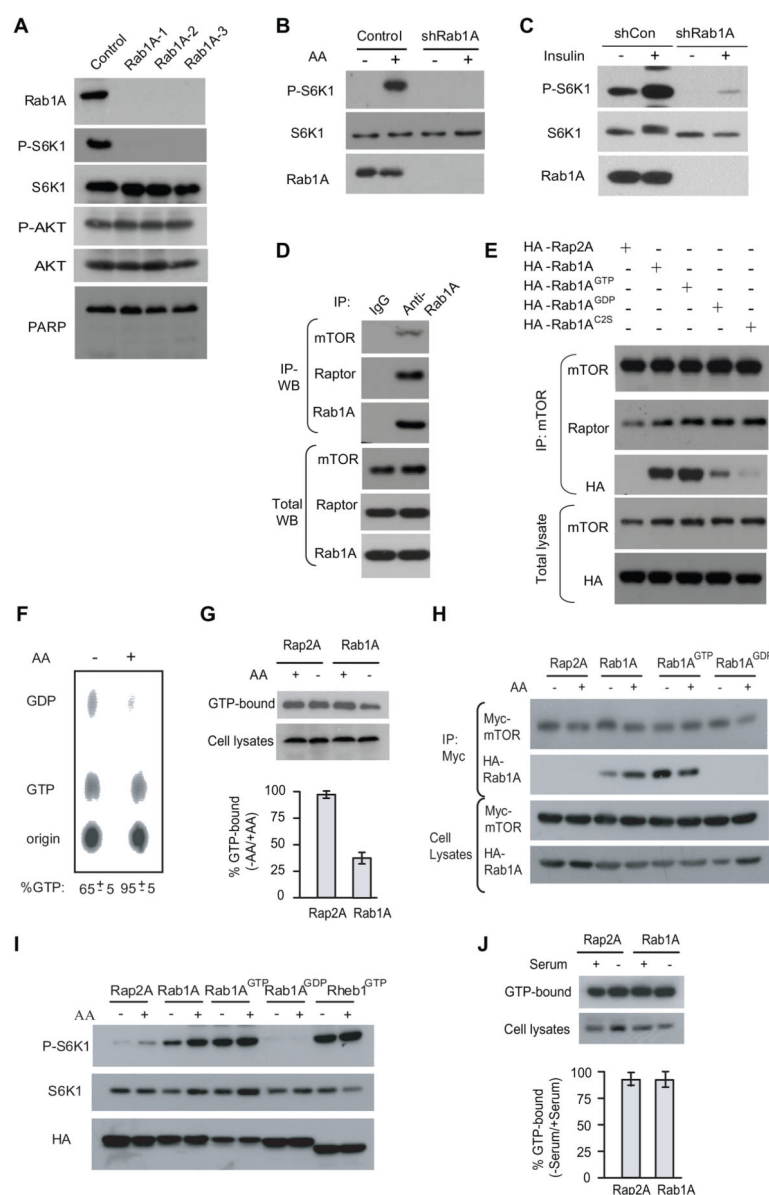 A
Control
Rab1A-1
Rab1A-2
Rab1A-3
Rab1A
P-S6K1
S6K1
P-AKT
AKT
PARP
B
Control shRab1A
AA - + - +
P-S6K1
S6K1
Rab1A
C
shCon shRab1A
Insulin - + - +
P-S6K1
S6K1
Rab1A
D
IP: IgG Anti-Rab1A
IP-WB
mTOR
Raptor
Rab1A
Total WB
mTOR
Raptor
Rab1A
E
HA -Rap2A + - - - -
HA -Rab1A - + - - -
HA -Rab1A^GTP - - + - -
HA -Rab1A^GDP - - - + -
HA -Rab1A^C2S - - - - +
IP: mTOR
mTOR
Raptor
HA
Total lysate
mTOR
HA
F
AA - +
GDP
GTP
origin
%GTP: 65±5 95±5
G
Rap2A Rab1A
AA + - + -
GTP-bound
Cell lysates
% GTP-bound
(-AA/+AA)
100
75
50
25
0
Rap2A Rab1A
H
Rap2A Rab1A Rab1A^GTP Rab1A^GDP
AA - + - + - + - +
IP: Myc
Myc-mTOR
HA-Rab1A
Cell Lysates
Myc-mTOR
HA-Rab1A
I
Rap2A Rab1A Rab1A^GTP Rab1A^GDP Rheb1^GTP
AA - + - + - + - + - +
P-S6K1
S6K1
HA
J
Rap2A Rab1A
Serum + - + -
GTP-bound
Cell lysates
% GTP-bound
(-Serum/+Serum)
100
75
50
25
0
Rap2A Rab1A